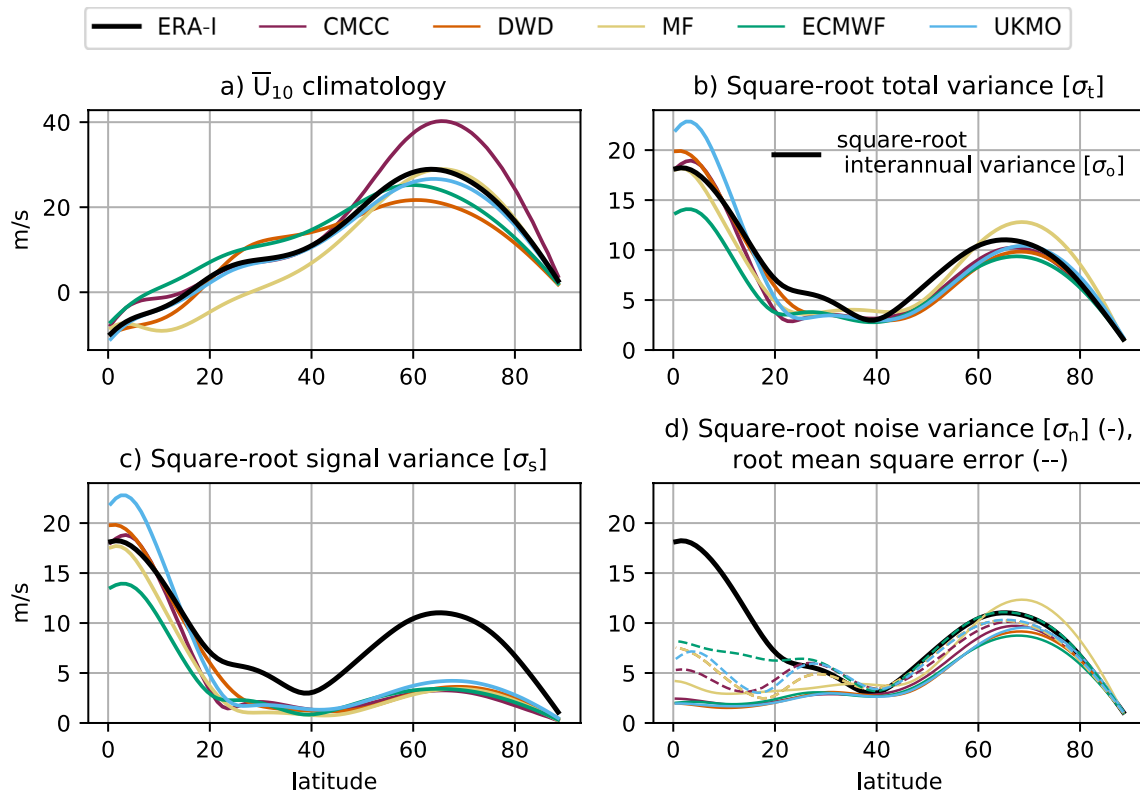 ERA-I CMCC DWD MF ECMWF UKMO
a) U̅₁₀ climatology
40
20
0
m/s
0 20 40 60 80
b) Square-root total variance [σₜ]
square-root
interannual variance [σₒ]
20
15
10
5
0
0 20 40 60 80
c) Square-root signal variance [σₛ]
20
15
10
5
0
m/s
0 20 40 60 80
latitude
d) Square-root noise variance [σₙ] (-),
root mean square error (--)
20
15
10
5
0
0 20 40 60 80
latitude